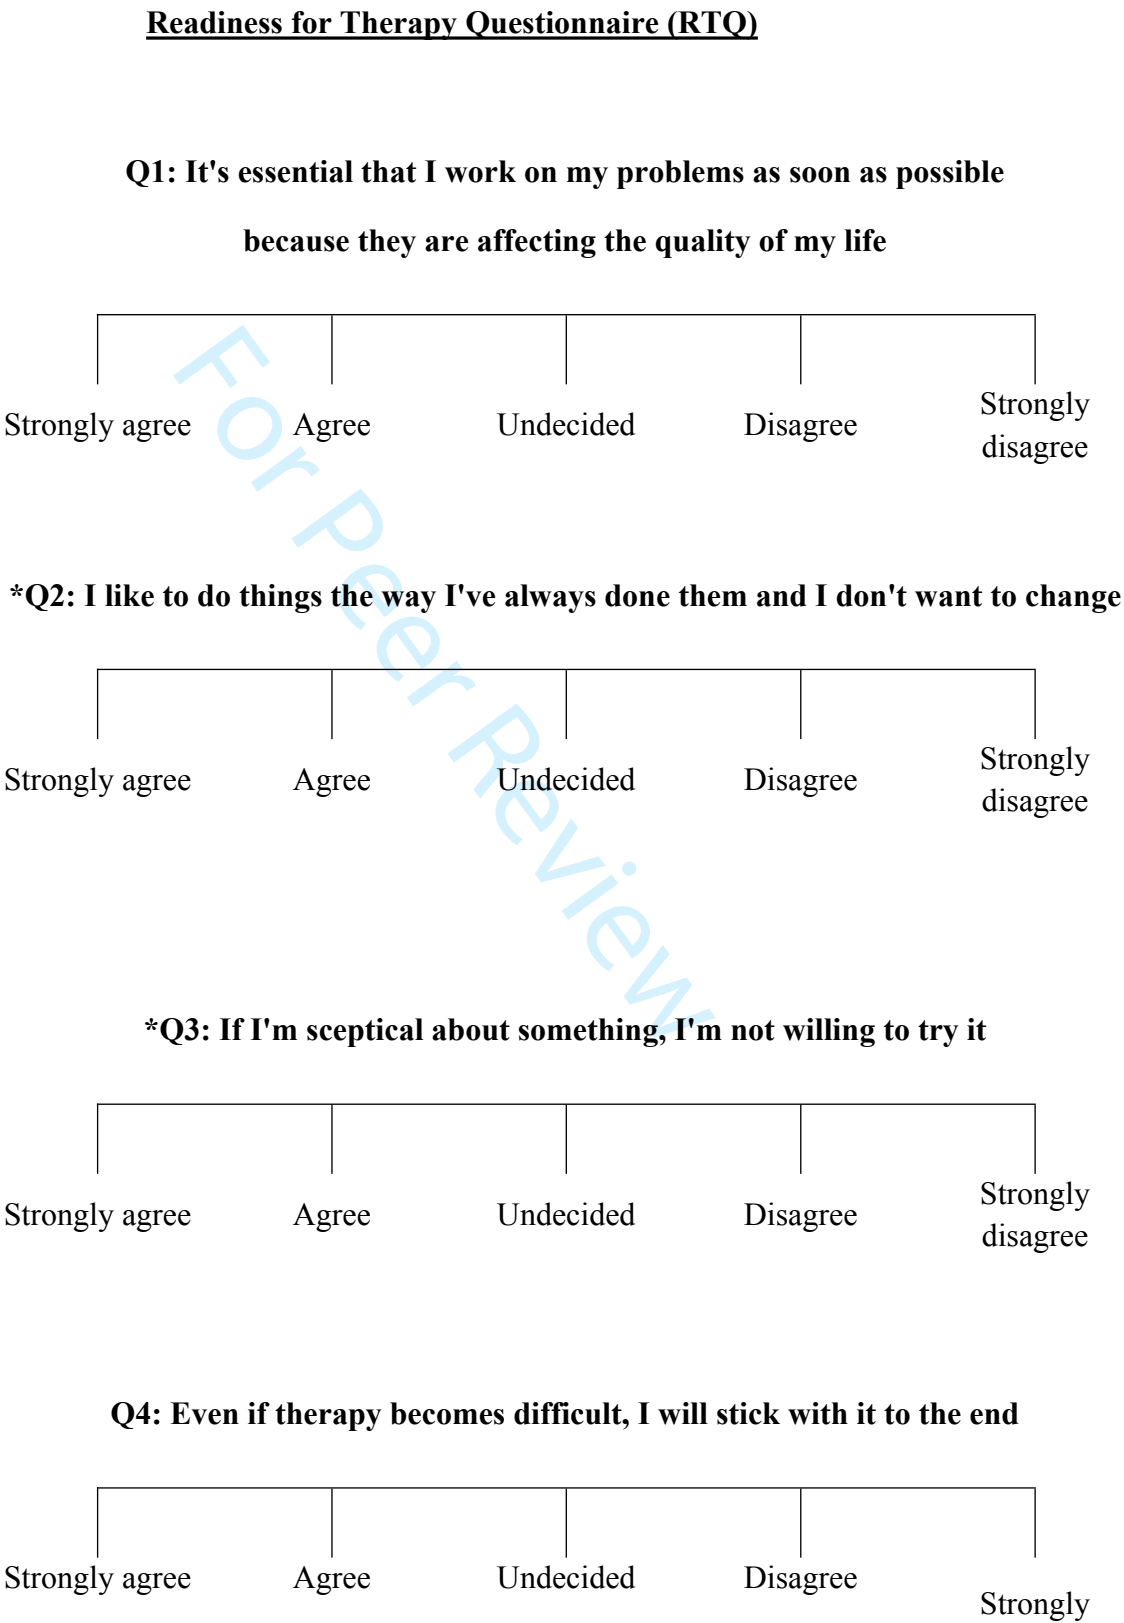 Readiness for Therapy Questionnaire (RTQ)
Q1: It's essential that I work on my problems as soon as possible
because they are affecting the quality of my life
Strongly agree Agree Undecided Disagree Strongly
disagree
*Q2: I like to do things the way I've always done them and I don't want to change
Strongly agree Agree Undecided Disagree Strongly
disagree
*Q3: If I'm sceptical about something, I'm not willing to try it
Strongly agree Agree Undecided Disagree Strongly
disagree
Q4: Even if therapy becomes difficult, I will stick with it to the end
Strongly agree Agree Undecided Disagree
Strongly
For Peer Review